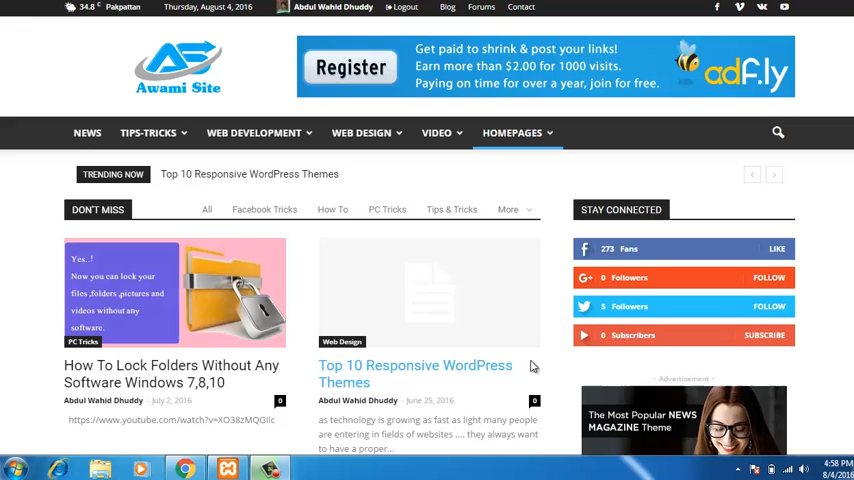 34.8 C Pakpattan Thursday, August 4, 2016 Abdul Wahid Dhuddy Logout Blog Forums Contact
Awami Site
Register
Get paid to shrink & post your links!
Earn more than $2.00 for 1000 visits.
Paying on time for over a year, join for free.
adf.ly
NEWS TIPS-TRICKS WEB DEVELOPMENT WEB DESIGN VIDEO HOMEPAGES
TRENDING NOW Top 10 Responsive WordPress Themes
DON'T MISS All Facebook Tricks How To PC Tricks Tips & Tricks More
Yes..!
Now you can lock your
files ,folders ,pictures and
videos without any
software.
PC Tricks
How To Lock Folders Without Any
Software Windows 7,8,10
Abdul Wahid Dhuddy - July 2, 2016 0
https://www.youtube.com/watch?v=XO38zMQGIlc
Web Design
Top 10 Responsive WordPress
Themes
Abdul Wahid Dhuddy - June 25, 2016 0
as technology is growing as fast as light many people
are entering in fields of websites .... they always want
to have a proper...
STAY CONNECTED
273 Fans LIKE
0 Followers FOLLOW
5 Followers FOLLOW
0 Subscribers SUBSCRIBE
- Advertisement -
The Most Popular NEWS
MAGAZINE Theme
4:58 PM
8/4/2016